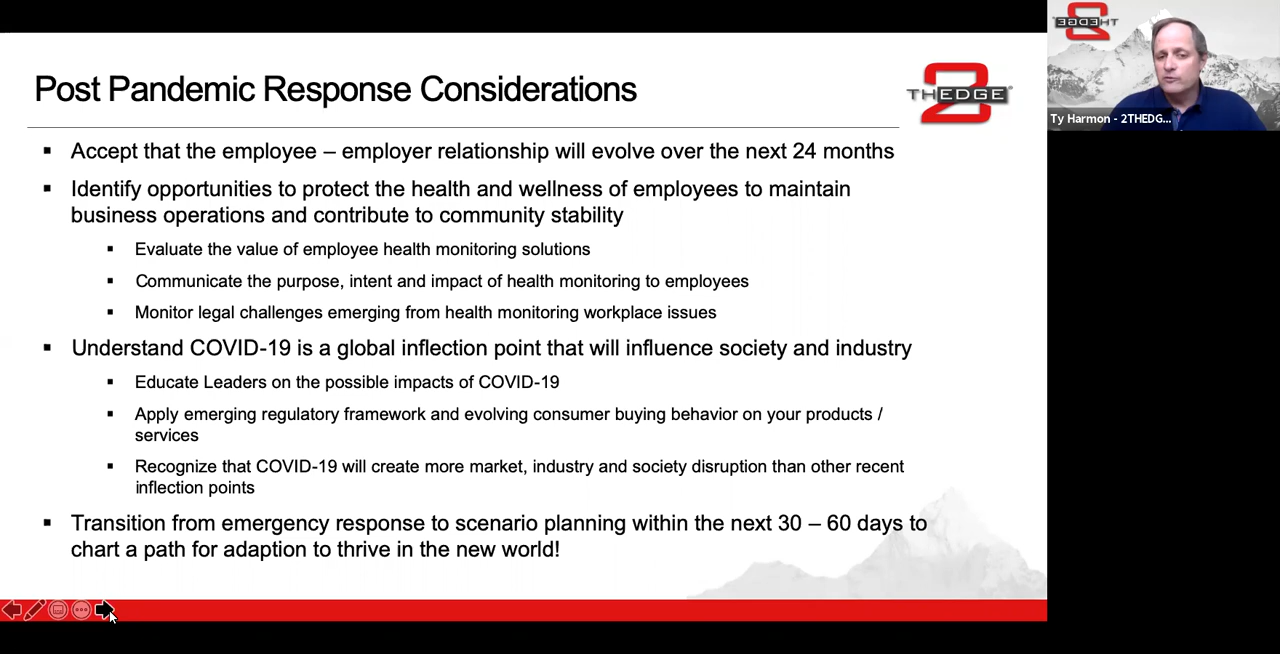 Post Pandemic Response Considerations
2
THEDGE
▪ Accept that the employee – employer relationship will evolve over the next 24 months
▪ Identify opportunities to protect the health and wellness of employees to maintain
business operations and contribute to community stability
▪ Evaluate the value of employee health monitoring solutions
▪ Communicate the purpose, intent and impact of health monitoring to employees
▪ Monitor legal challenges emerging from health monitoring workplace issues
▪ Understand COVID-19 is a global inflection point that will influence society and industry
▪ Educate Leaders on the possible impacts of COVID-19
▪ Apply emerging regulatory framework and evolving consumer buying behavior on your products /
services
▪ Recognize that COVID-19 will create more market, industry and society disruption than other recent
inflection points
▪ Transition from emergency response to scenario planning within the next 30 – 60 days to
chart a path for adaption to thrive in the new world!
2
THEDGE
Ty Harmon - 2THEDG...